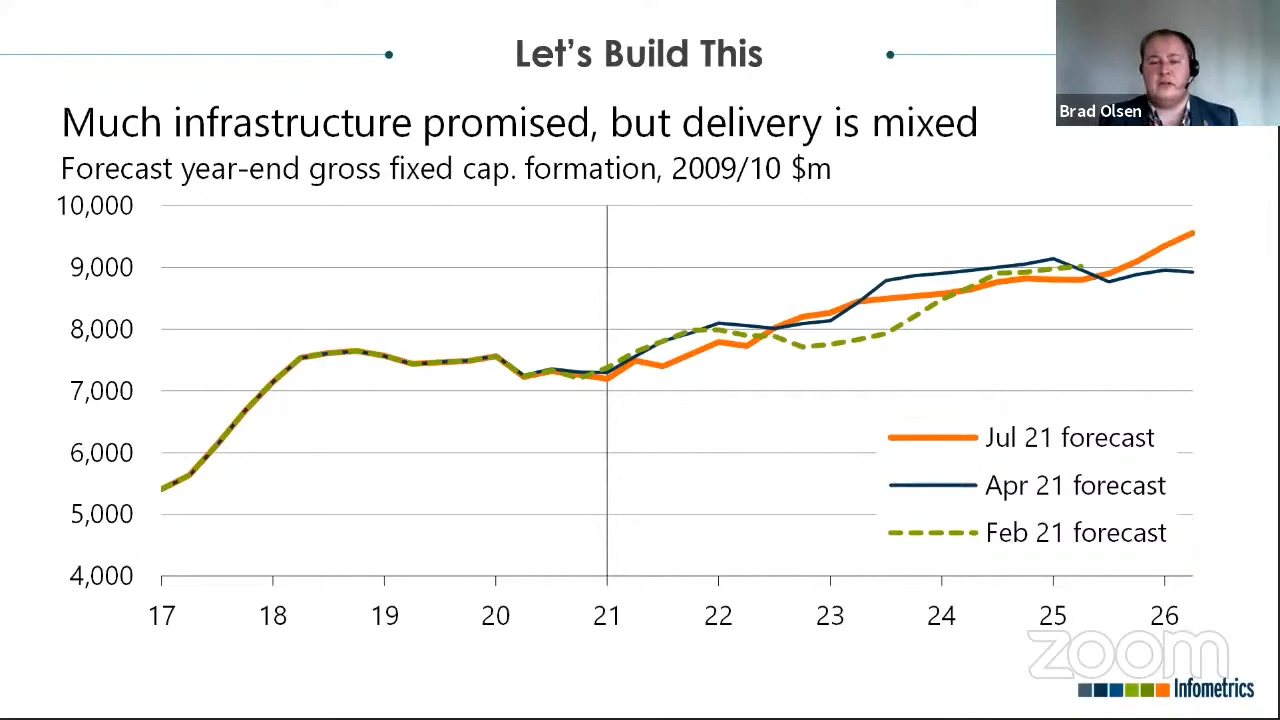 Let's Build This
Brad Olsen
Much infrastructure promised, but delivery is mixed
Forecast year-end gross fixed cap. formation, 2009/10 $m
10,000
9,000
8,000
7,000
6,000
5,000
4,000
Jul 21 forecast
Apr 21 forecast
Feb 21 forecast
17 18 19 20 21 22 23 24 25 26
zoom
Infometrics